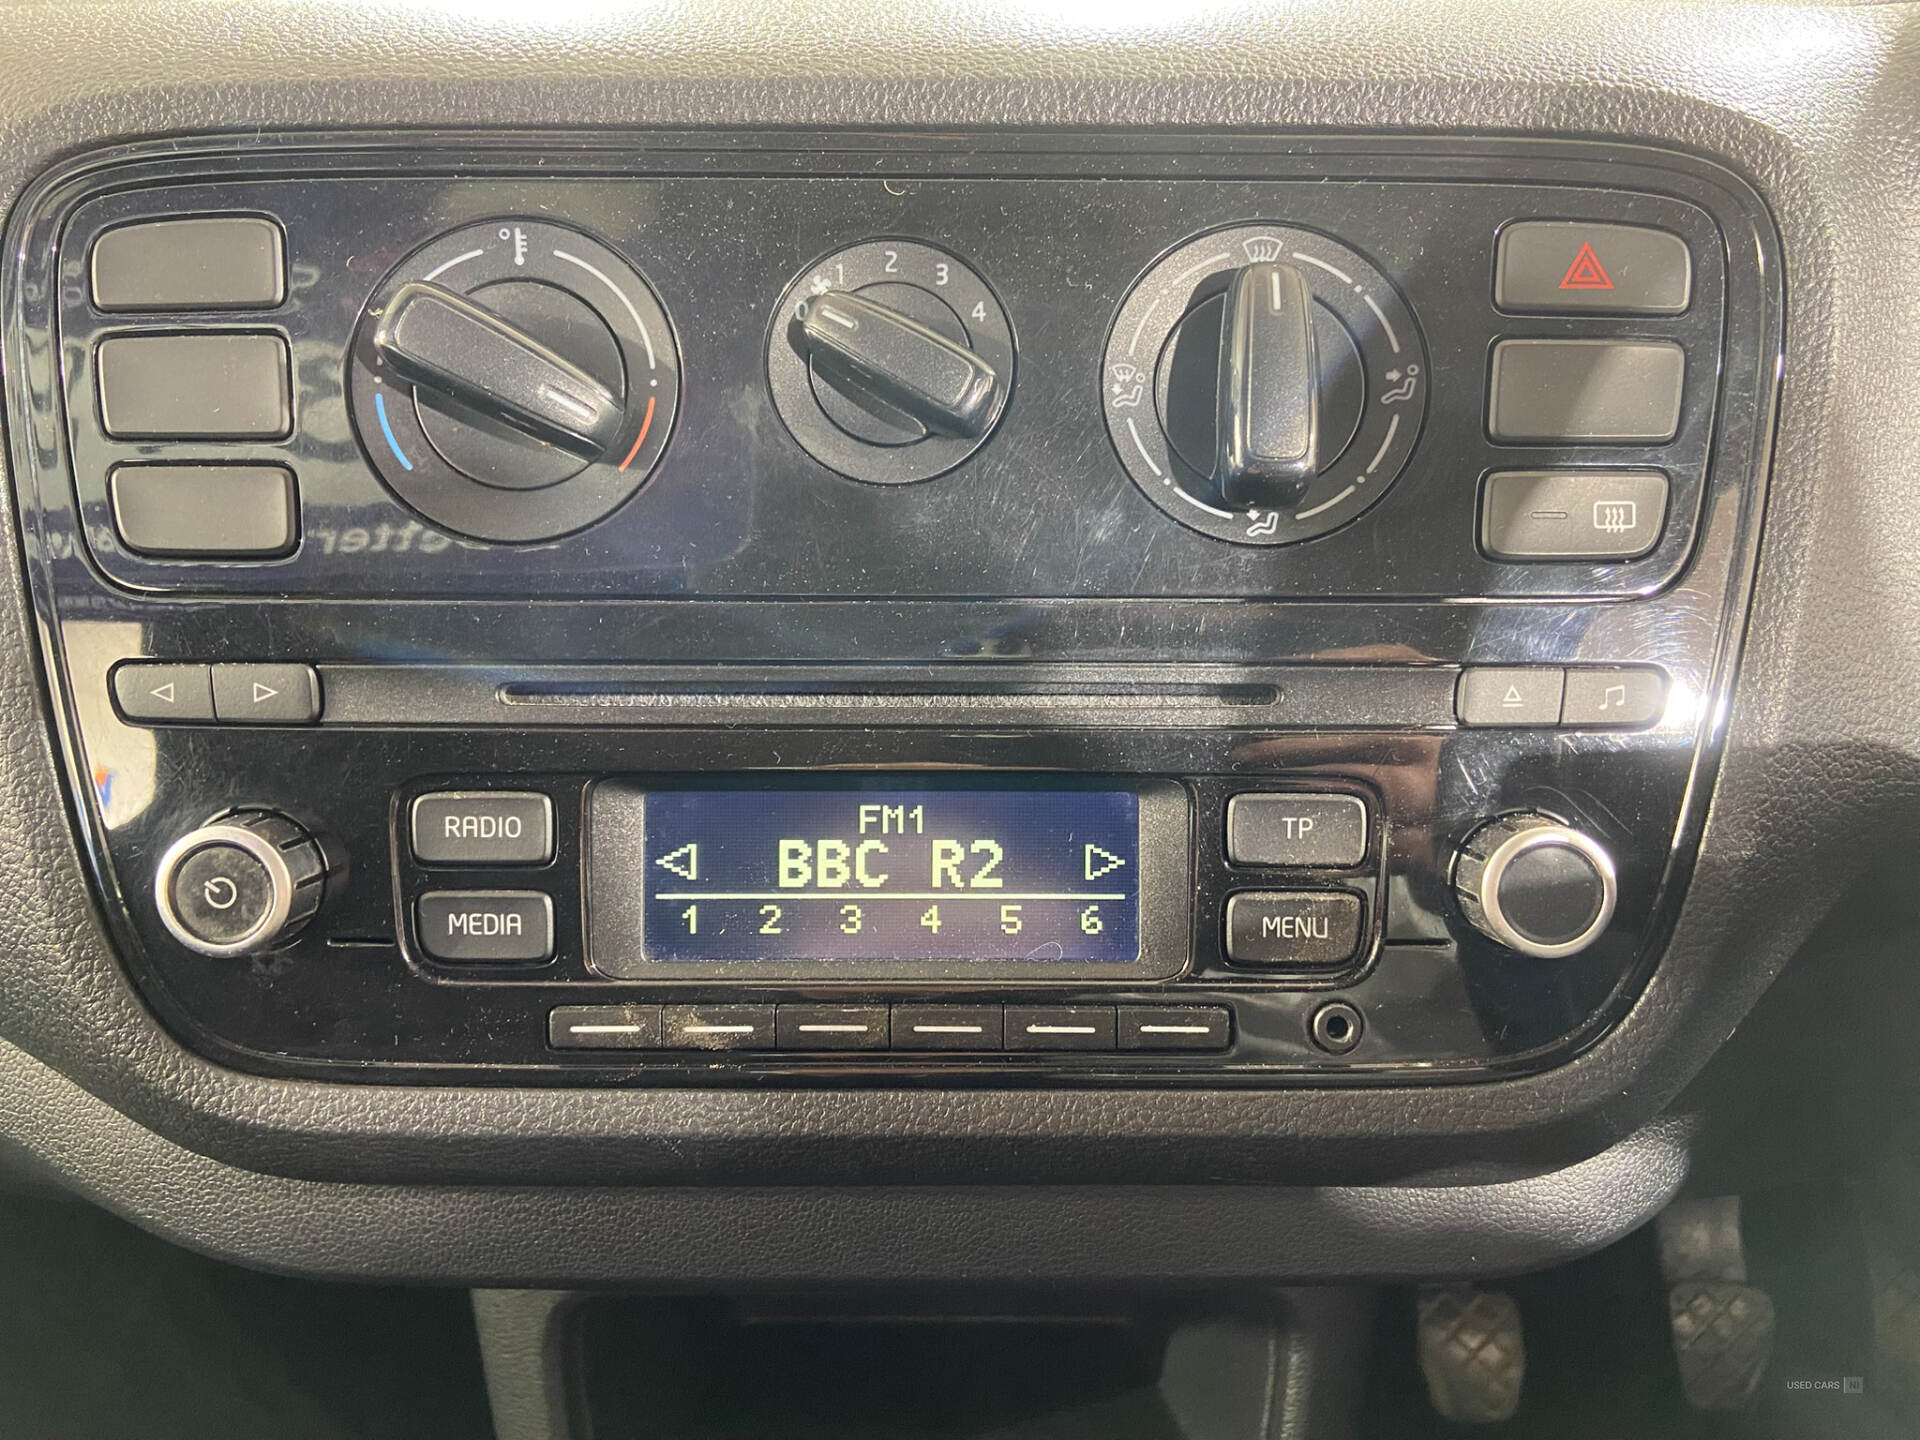 1 2 3 4
0
FM1
RADIO BBC R2 TP
MEDIA 1 2 3 4 5 6 MENU
USED CARS NI